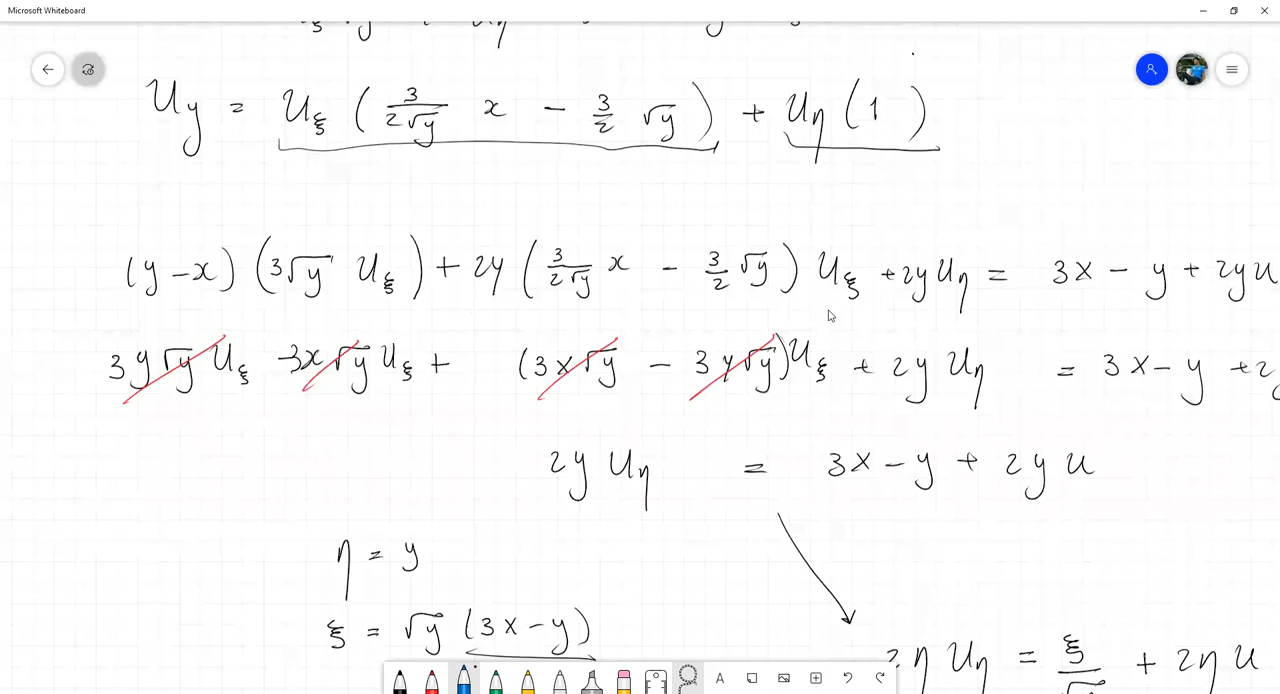 Microsoft Whiteboard
u_y = u_ξ ( 3/(2√y) x − 3/2 √y ) + u_η ( 1 )
(y − x) ( 3√y u_ξ ) + 2y ( 3/(2√y) x − 3/2 √y ) u_ξ + 2y u_η = 3x − y + 2y u
3y√y u_ξ − 3x√y u_ξ + (3x√y − 3y√y) u_ξ + 2y u_η = 3x − y + 2y
2y u_η = 3x − y + 2y u
η = y
ξ = √y (3x − y)
2η u_η = ξ/√ + 2η u
A